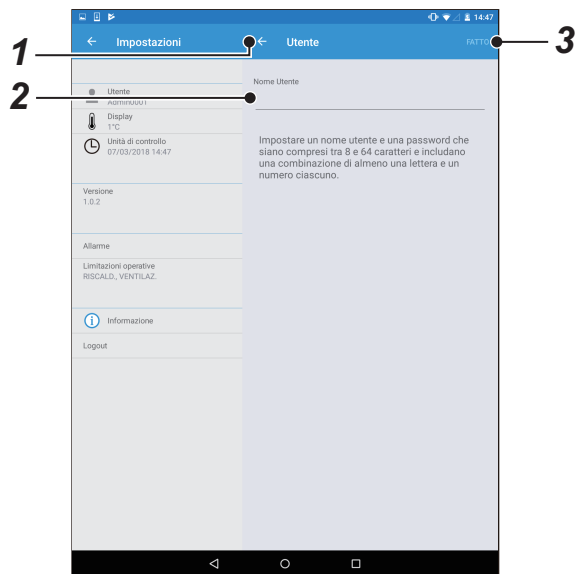 14:47
Impostazioni
Utente
FATTO
1
2
3
Utente
Admin0001
Display
1°C
Unità di controllo
07/03/2018 14:47
Versione
1.0.2
Allarme
Limitazioni operative
RISCALD., VENTILAZ.
Informazione
Logout
Nome Utente
Impostare un nome utente e una password che
siano compresi tra 8 e 64 caratteri e includano
una combinazione di almeno una lettera e un
numero ciascuno.